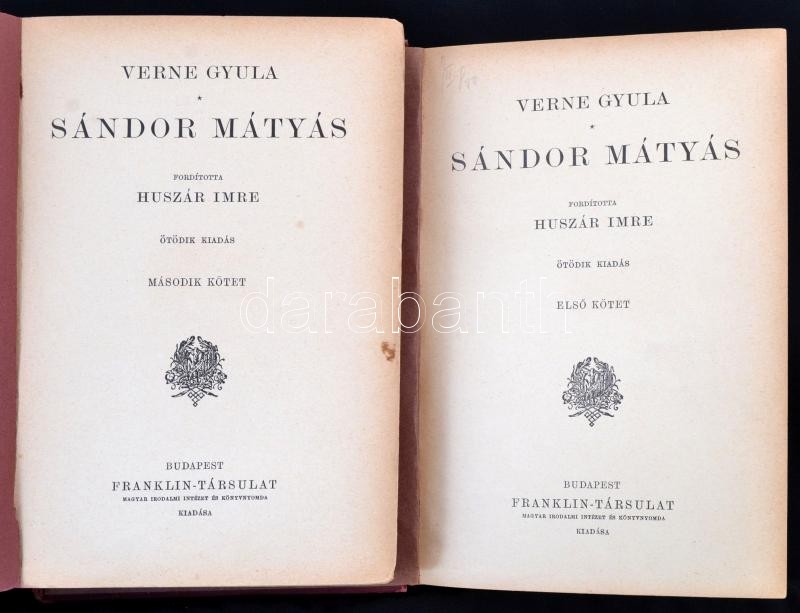 VERNE GYULA
*
SÁNDOR MÁTYÁS
FORDÍTOTTA
HUSZÁR IMRE
ÖTÖDIK KIADÁS
MÁSODIK KÖTET
BUDAPEST
FRANKLIN-TÁRSULAT
MAGYAR IRODALMI INTÉZET ÉS KÖNYVNYOMDA
KIADÁSA
VERNE GYULA
*
SÁNDOR MÁTYÁS
FORDÍTOTTA
HUSZÁR IMRE
ÖTÖDIK KIADÁS
ELSŐ KÖTET
BUDAPEST
FRANKLIN-TÁRSULAT
MAGYAR IRODALMI INTÉZET ÉS KÖNYVNYOMDA
KIADÁSA
darabanth